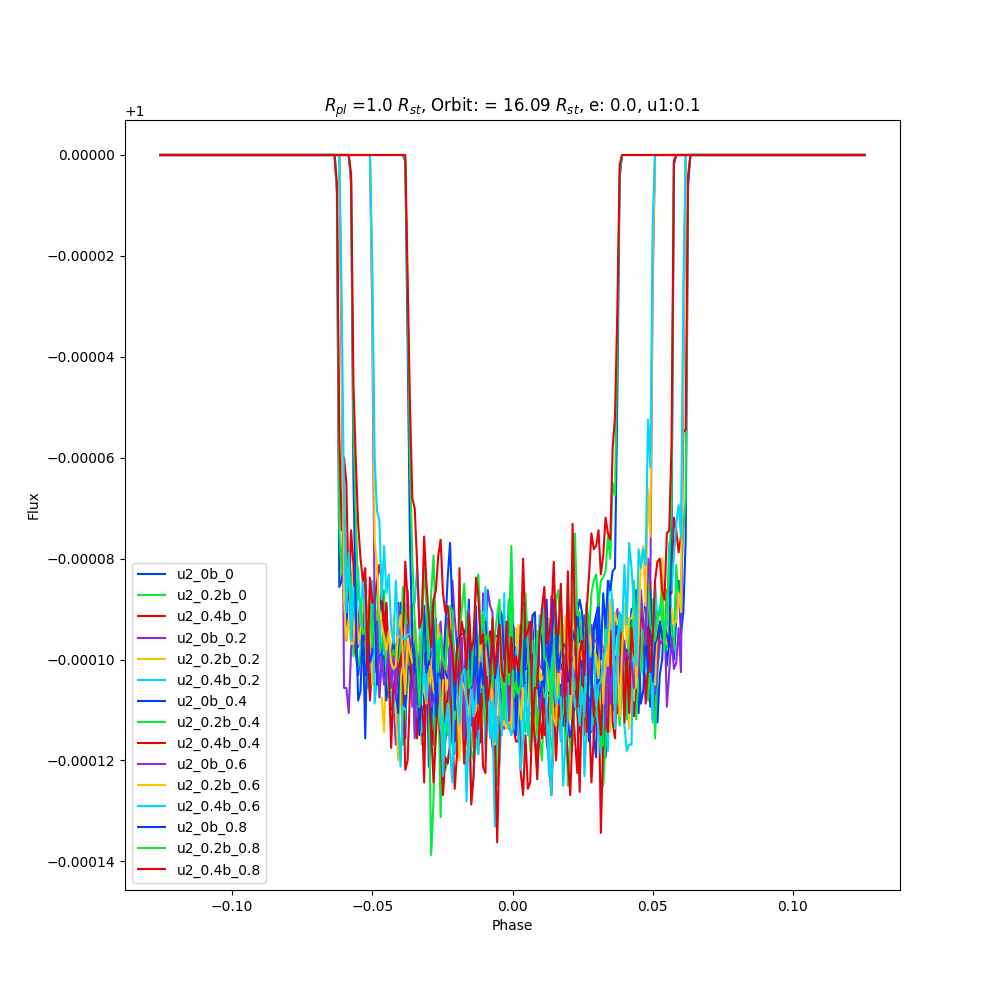 R_pl =1.0 R_st, Orbit: = 16.09 R_st, e: 0.0, u1:0.1
+1
0.00000
−0.00002
−0.00004
−0.00006
−0.00008
−0.00010
−0.00012
−0.00014
Flux
u2_0b_0
u2_0.2b_0
u2_0.4b_0
u2_0b_0.2
u2_0.2b_0.2
u2_0.4b_0.2
u2_0b_0.4
u2_0.2b_0.4
u2_0.4b_0.4
u2_0b_0.6
u2_0.2b_0.6
u2_0.4b_0.6
u2_0b_0.8
u2_0.2b_0.8
u2_0.4b_0.8
−0.10 −0.05 0.00 0.05 0.10
Phase